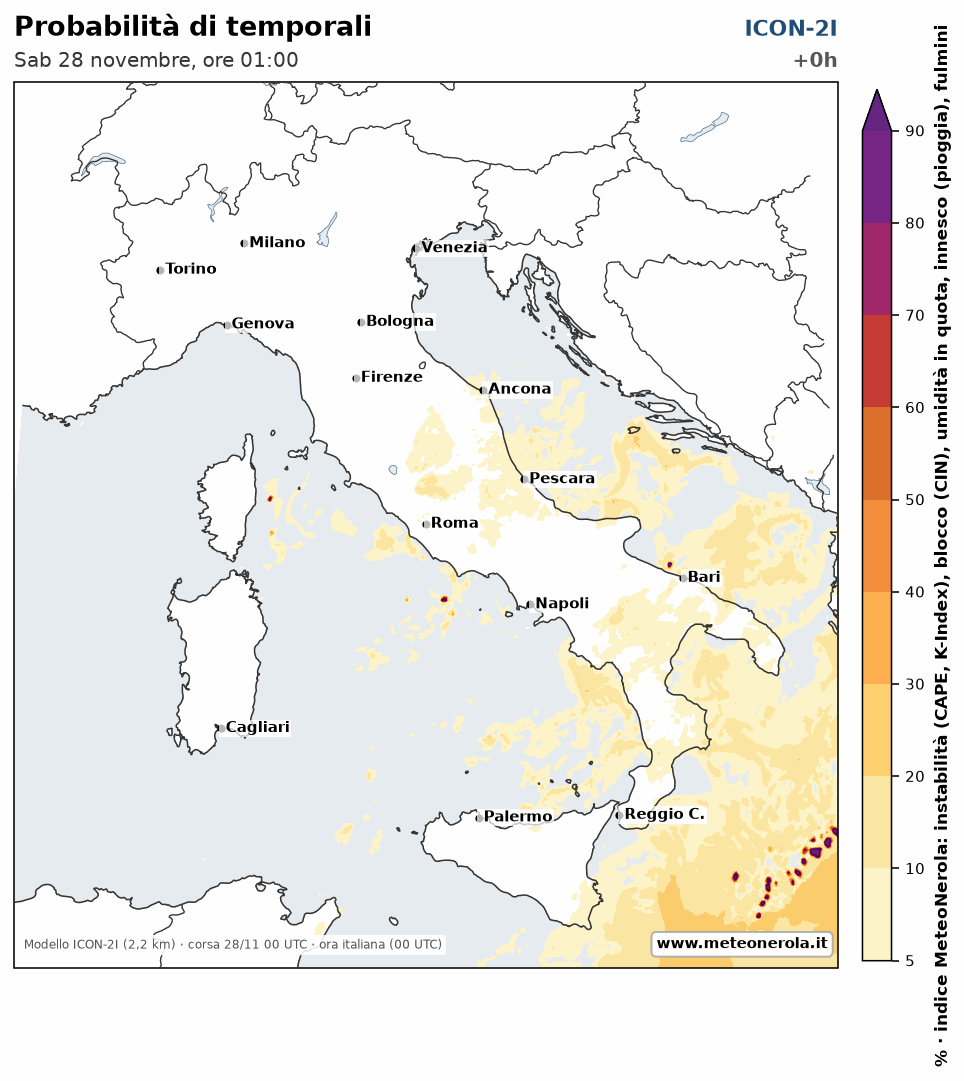 Probabilità di temporali
ICON-2I
Sab 28 novembre, ore 01:00
+0h
Milano
Venezia
Torino
Genova
Bologna
Firenze
Ancona
Pescara
Roma
Bari
Napoli
Cagliari
Palermo
Reggio C.
Modello ICON-2I (2,2 km) · corsa 28/11 00 UTC · ora italiana (00 UTC)
www.meteonerola.it
90
80
70
60
50
40
30
20
10
5
% · indice MeteoNerola: instabilità (CAPE, K-Index), blocco (CIN), umidità in quota, innesco (pioggia), fulmini